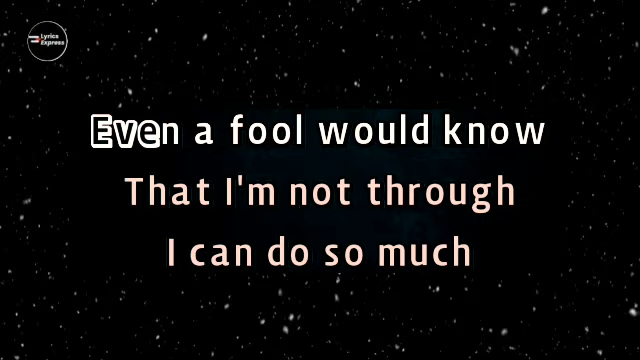 Lyrics
Express
Even a fool would know
That I'm not through
I can do so much